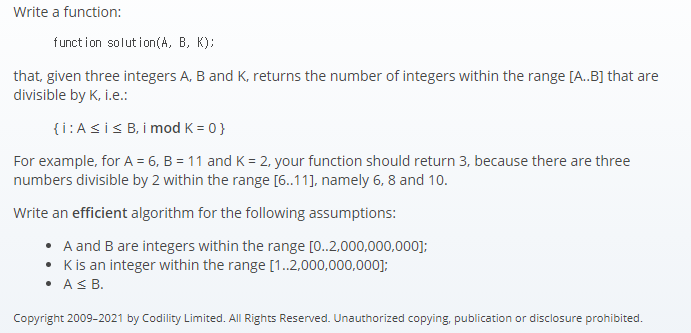 Write a function:
function solution(A, B, K);
that, given three integers A, B and K, returns the number of integers within the range [A..B] that are
divisible by K, i.e.:
{ i : A ≤ i ≤ B, i mod K = 0 }
For example, for A = 6, B = 11 and K = 2, your function should return 3, because there are three
numbers divisible by 2 within the range [6..11], namely 6, 8 and 10.
Write an efficient algorithm for the following assumptions:
• A and B are integers within the range [0..2,000,000,000];
• K is an integer within the range [1..2,000,000,000];
• A ≤ B.
Copyright 2009–2021 by Codility Limited. All Rights Reserved. Unauthorized copying, publication or disclosure prohibited.